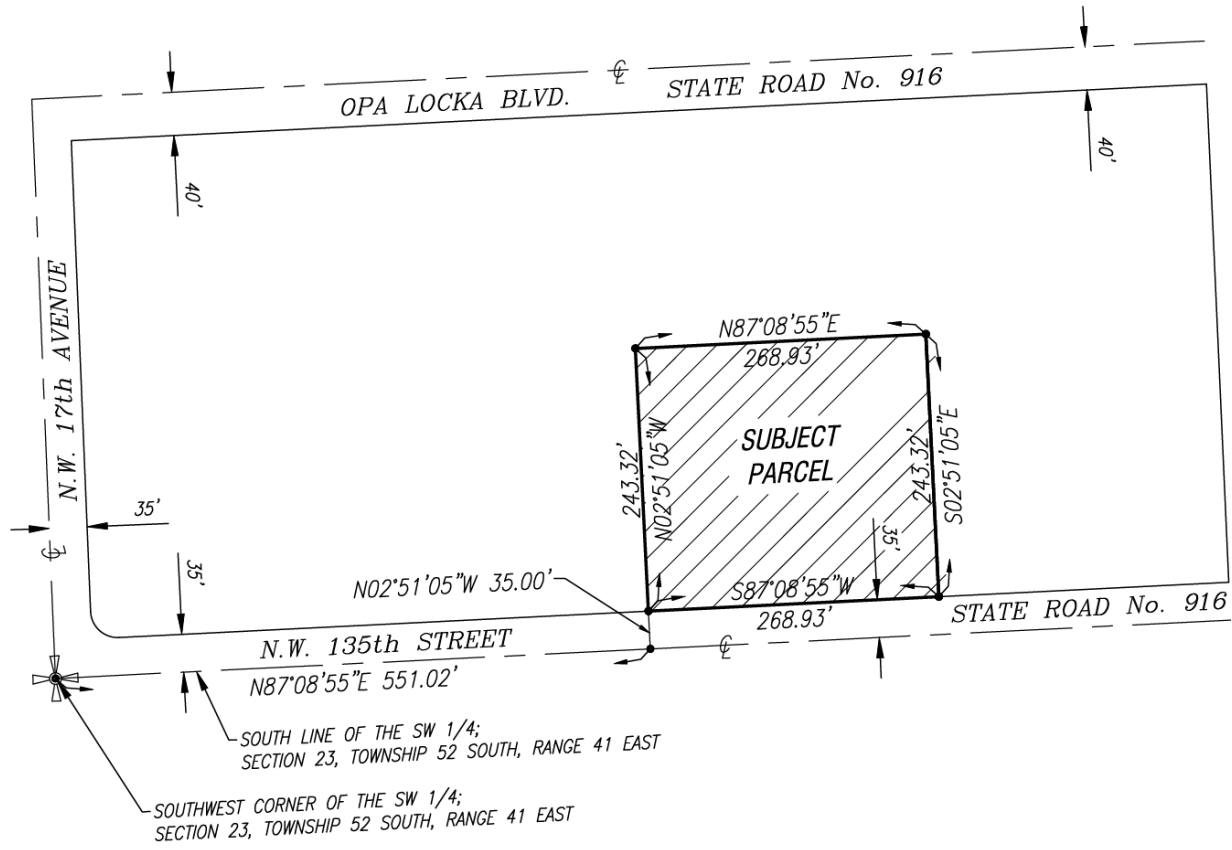 OPA LOCKA BLVD.
℄
STATE ROAD No. 916
40'
40'
N.W. 17th AVENUE
35'
℄
35'
N87°08'55"E
268.93'
243.32'
N02°51'05"W
SUBJECT
PARCEL
243.32'
S02°51'05"E
35'
N02°51'05"W 35.00'
S87°08'55"W
268.93'
STATE ROAD No. 916
N.W. 135th STREET
℄
N87°08'55"E 551.02'
SOUTH LINE OF THE SW 1/4;
SECTION 23, TOWNSHIP 52 SOUTH, RANGE 41 EAST
SOUTHWEST CORNER OF THE SW 1/4;
SECTION 23, TOWNSHIP 52 SOUTH, RANGE 41 EAST